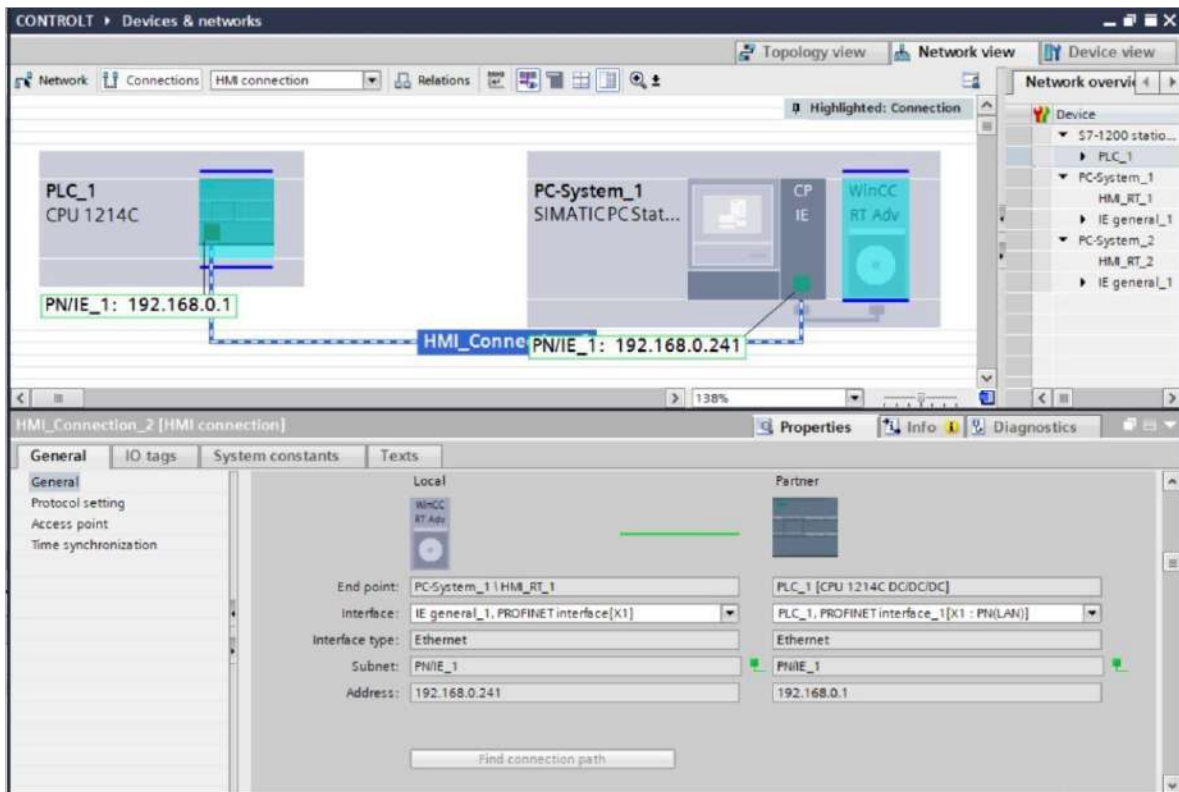 CONTROLT ▸ Devices & networks
Topology view
Network view
Device view
Network
Connections
HMI connection
Relations
Network overvi
Highlighted: Connection
Device
S7-1200 statio...
PLC_1
PC-System_1
HMI_RT_1
IE general_1
PC-System_2
HMI_RT_2
IE general_1
PLC_1
CPU 1214C
PC-System_1
SIMATIC PC Stat...
CP
IE
WinCC
RT Adv
PN/IE_1: 192.168.0.1
HMI_Conne
PN/IE_1: 192.168.0.241
138%
HMI_Connection_2 [HMI connection]
Properties
Info
Diagnostics
General
IO tags
System constants
Texts
General
Protocol setting
Access point
Time synchronization
Local
Partner
WinCC
RT Adv
End point: PC-System_1\HMI_RT_1
PLC_1 [CPU 1214C DC/DC/DC]
Interface: IE general_1, PROFINET interface[X1]
PLC_1, PROFINET interface_1[X1 : PN(LAN)]
Interface type: Ethernet
Ethernet
Subnet: PN/IE_1
PN/IE_1
Address: 192.168.0.241
192.168.0.1
Find connection path